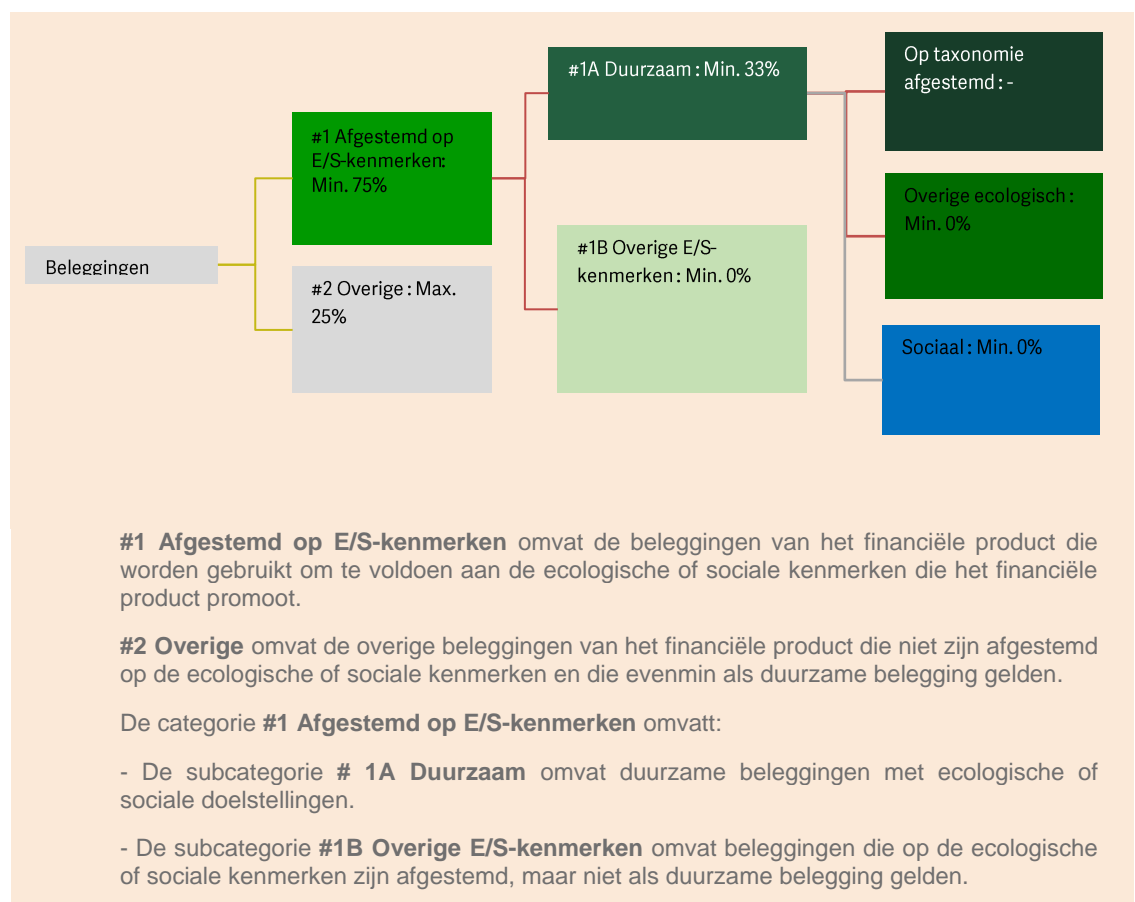 Beleggingen
#1 Afgestemd op
E/S-kenmerken:
Min. 75%
#2 Overige : Max.
25%
#1A Duurzaam : Min. 33%
#1B Overige E/S-
kenmerken : Min. 0%
Op taxonomie
afgestemd : -
Overige ecologisch :
Min. 0%
Sociaal : Min. 0%
#1 Afgestemd op E/S-kenmerken omvat de beleggingen van het financiële product die
worden gebruikt om te voldoen aan de ecologische of sociale kenmerken die het financiële
product promoot.
#2 Overige omvat de overige beleggingen van het financiële product die niet zijn afgestemd
op de ecologische of sociale kenmerken en die evenmin als duurzame belegging gelden.
De categorie #1 Afgestemd op E/S-kenmerken omvatt:
- De subcategorie # 1A Duurzaam omvat duurzame beleggingen met ecologische of
sociale doelstellingen.
- De subcategorie #1B Overige E/S-kenmerken omvat beleggingen die op de ecologische
of sociale kenmerken zijn afgestemd, maar niet als duurzame belegging gelden.